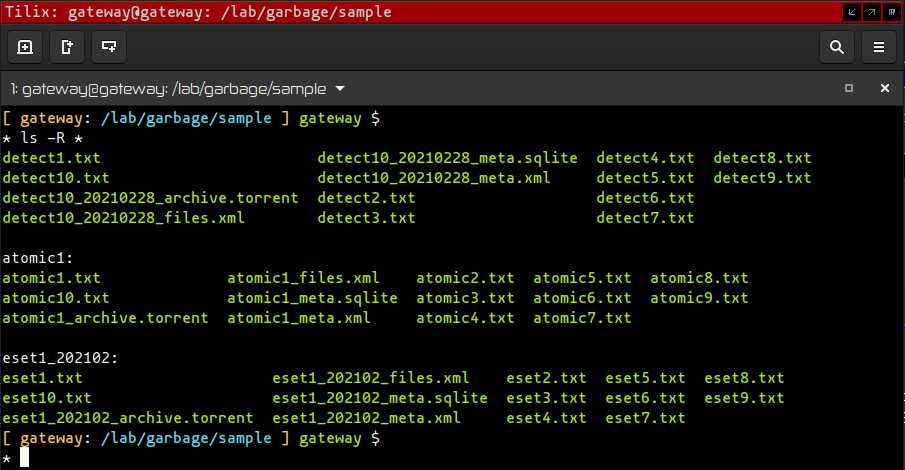 Tilix: gateway@gateway: /lab/garbage/sample
1: gateway@gateway: /lab/garbage/sample
[ gateway: /lab/garbage/sample ] gateway $
* ls -R *
detect1.txt detect10_20210228_meta.sqlite detect4.txt detect8.txt
detect10.txt detect10_20210228_meta.xml detect5.txt detect9.txt
detect10_20210228_archive.torrent detect2.txt detect6.txt
detect10_20210228_files.xml detect3.txt detect7.txt
atomic1:
atomic1.txt atomic1_files.xml atomic2.txt atomic5.txt atomic8.txt
atomic10.txt atomic1_meta.sqlite atomic3.txt atomic6.txt atomic9.txt
atomic1_archive.torrent atomic1_meta.xml atomic4.txt atomic7.txt
eset1_202102:
eset1.txt eset1_202102_files.xml eset2.txt eset5.txt eset8.txt
eset10.txt eset1_202102_meta.sqlite eset3.txt eset6.txt eset9.txt
eset1_202102_archive.torrent eset1_202102_meta.xml eset4.txt eset7.txt
[ gateway: /lab/garbage/sample ] gateway $
*